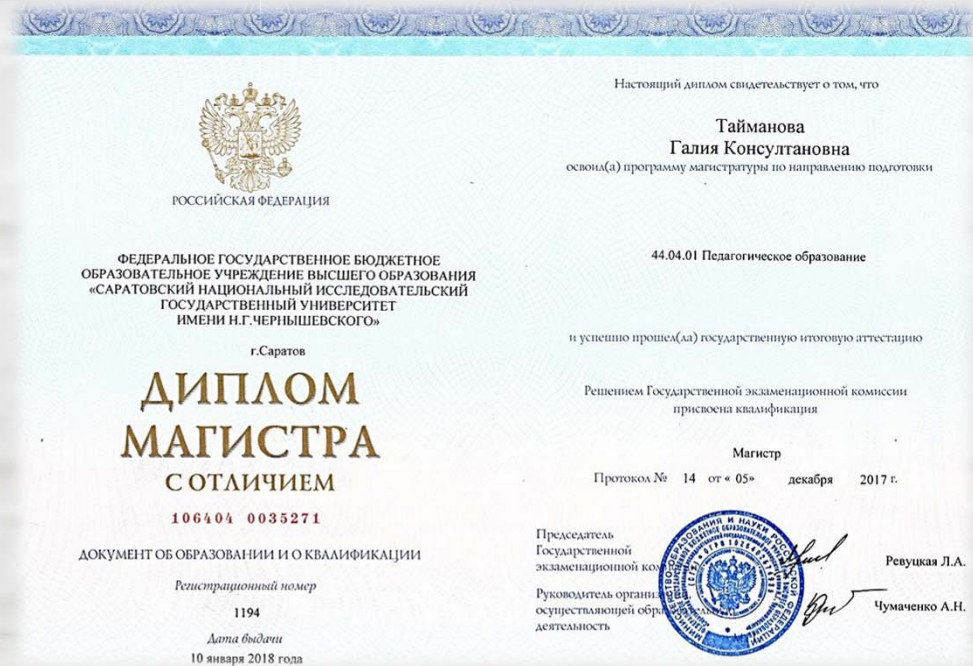 РОССИЙСКАЯ ФЕДЕРАЦИЯ
ФЕДЕРАЛЬНОЕ ГОСУДАРСТВЕННОЕ БЮДЖЕТНОЕ
ОБРАЗОВАТЕЛЬНОЕ УЧРЕЖДЕНИЕ ВЫСШЕГО ОБРАЗОВАНИЯ
«САРАТОВСКИЙ НАЦИОНАЛЬНЫЙ ИССЛЕДОВАТЕЛЬСКИЙ
ГОСУДАРСТВЕННЫЙ УНИВЕРСИТЕТ
ИМЕНИ Н.Г.ЧЕРНЫШЕВСКОГО»
г.Саратов
ДИПЛОМ
МАГИСТРА
С ОТЛИЧИЕМ
106404 0035271
ДОКУМЕНТ ОБ ОБРАЗОВАНИИ И О КВАЛИФИКАЦИИ
Регистрационный номер
1194
Дата выдачи
10 января 2018 года
Настоящий диплом свидетельствует о том, что
Тайманова
Галия Консултановна
освоил(а) программу магистратуры по направлению подготовки
44.04.01 Педагогическое образование
и успешно прошел(ла) государственную итоговую аттестацию
Решением Государственной экзаменационной комиссии
присвоена квалификация
Магистр
Протокол № 14 от « 05» декабря 2017 г.
Председатель
Государственной
экзаменационной
Ревуцкая Л.А.
Руководитель
осуществляющей
деятельность
Чумаченко А.Н.